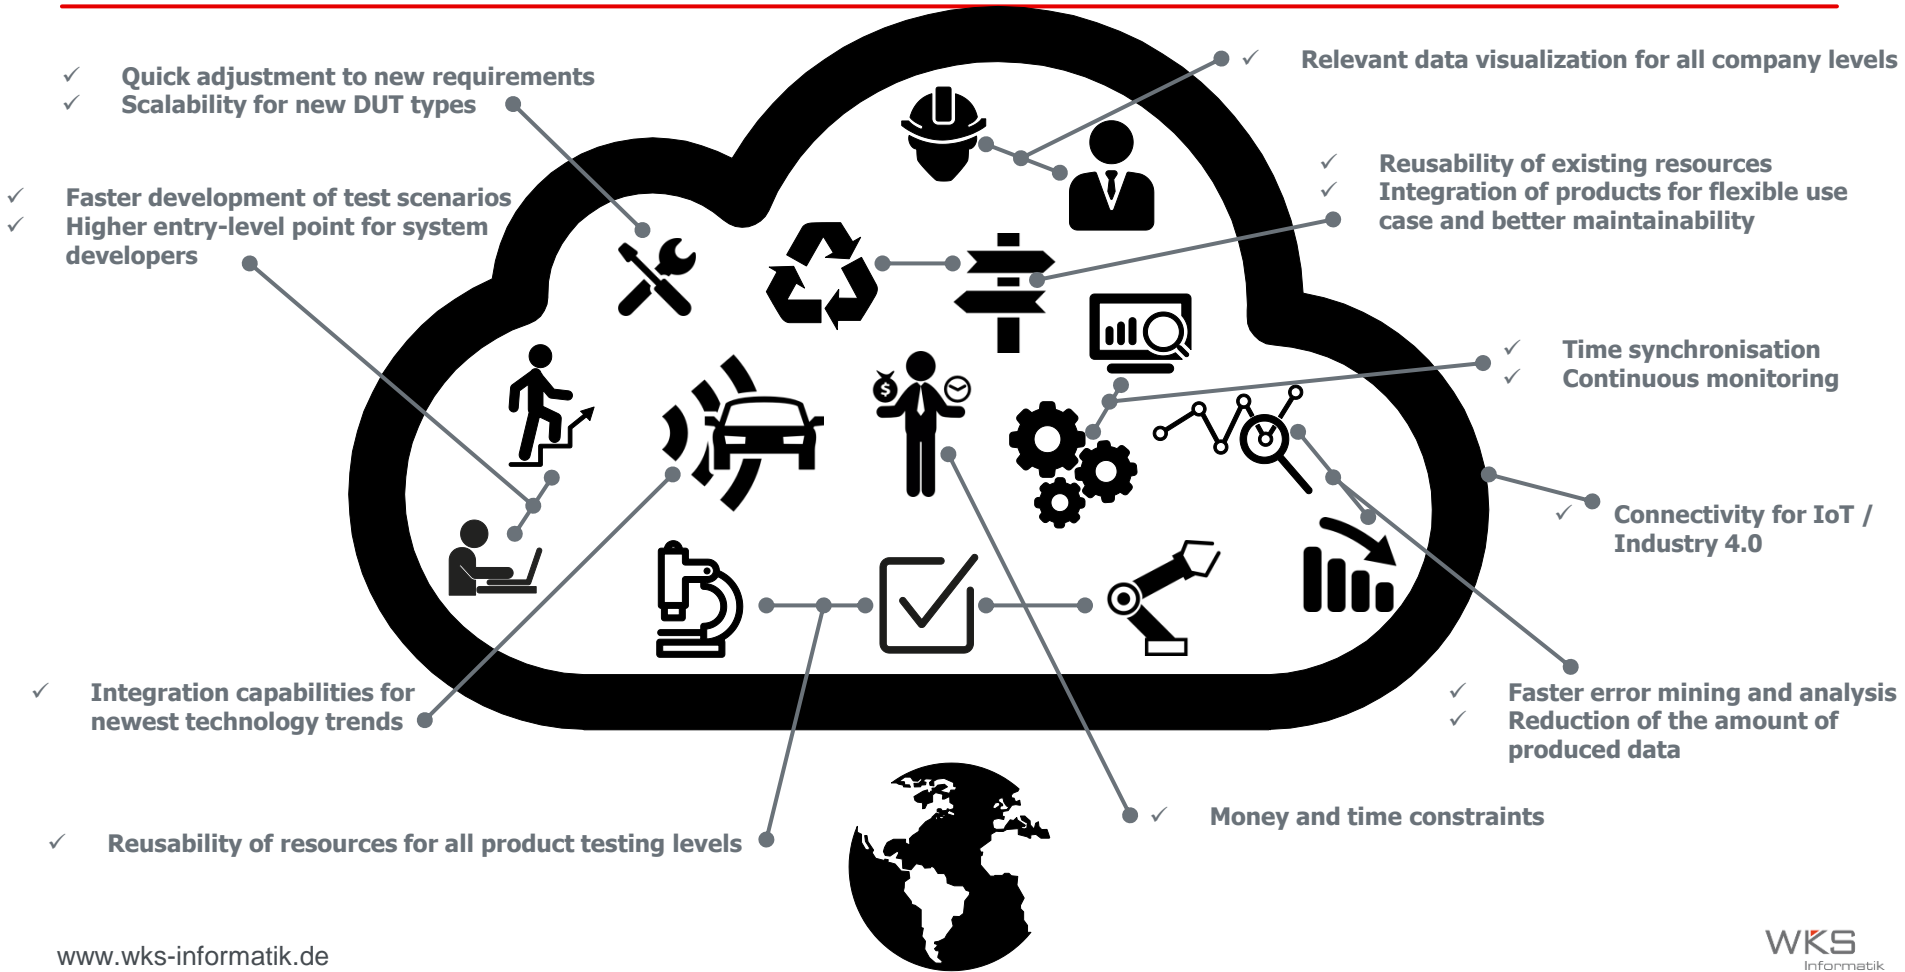 Quick adjustment to new requirements
Scalability for new DUT types
Relevant data visualization for all company levels
Faster development of test scenarios
Higher entry-level point for system
developers
Reusability of existing resources
Integration of products for flexible use
case and better maintainability
Time synchronisation
Continuous monitoring
Connectivity for IoT /
Industry 4.0
Integration capabilities for
newest technology trends
Faster error mining and analysis
Reduction of the amount of
produced data
Money and time constraints
Reusability of resources for all product testing levels
www.wks-informatik.de
WKS
Informatik